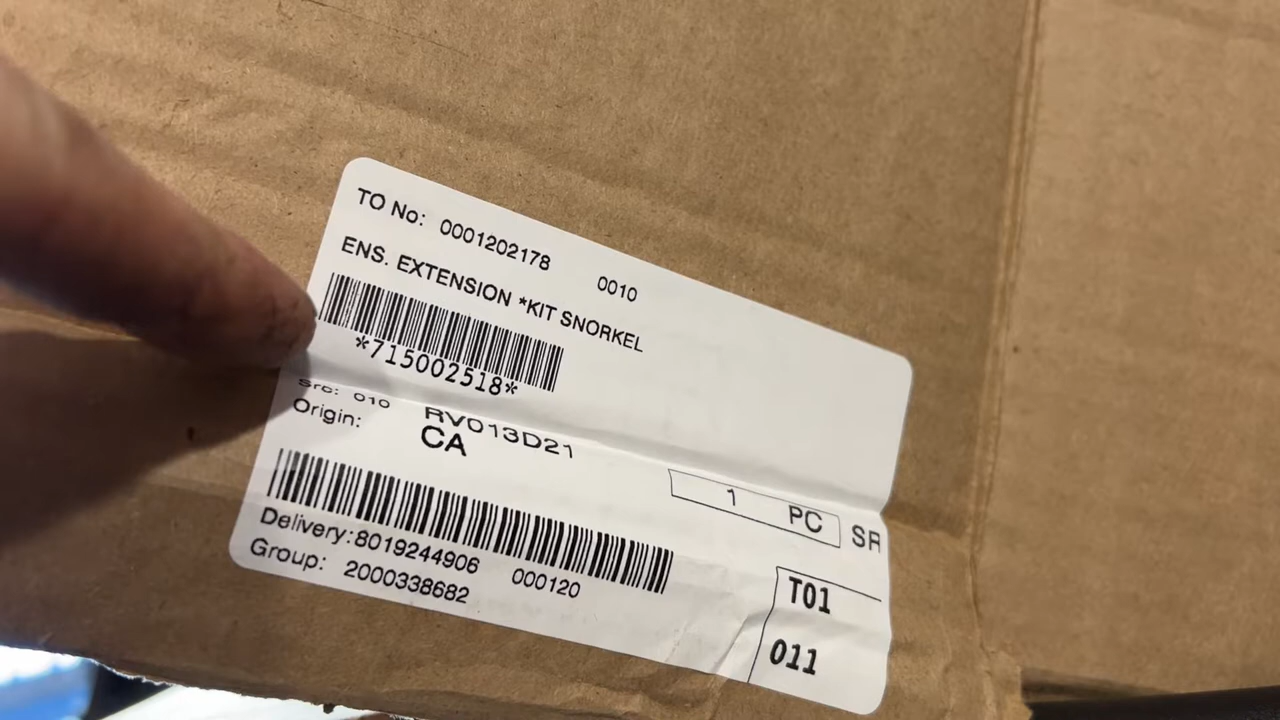 TO No: 0001202178 0010
ENS. EXTENSION *KIT SNORKEL
*715002518*
Src: 010 RV013D21
Origin: CA
1 PC SR
Delivery:8019244906 000120
Group: 2000338682
T01
011